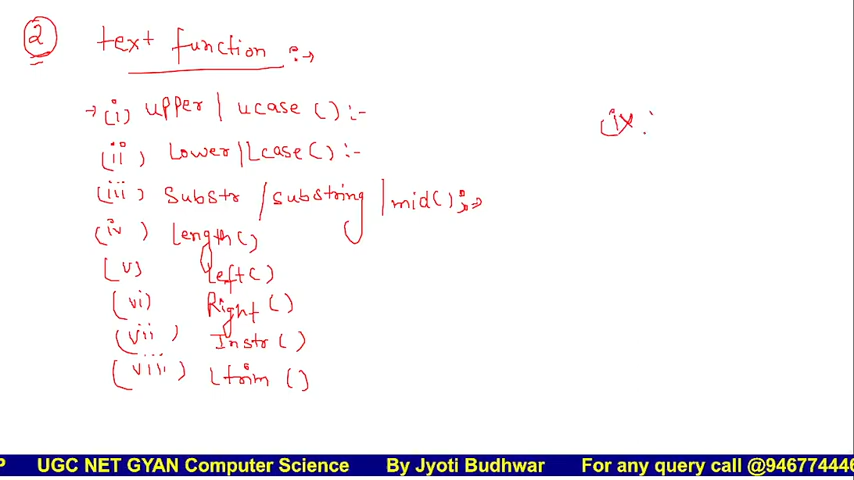 2 text function :→
→ (i) upper | ucase () :-
(ii) Lower | Lcase () :-
(iii) Substr / substring / mid() :→
(iv) Length()
(v) Left()
(vi) Right ()
(vii) Instr ()
(viii) Ltrim ()
(ix.
P UGC NET GYAN Computer Science By Jyoti Budhwar For any query call @946774446